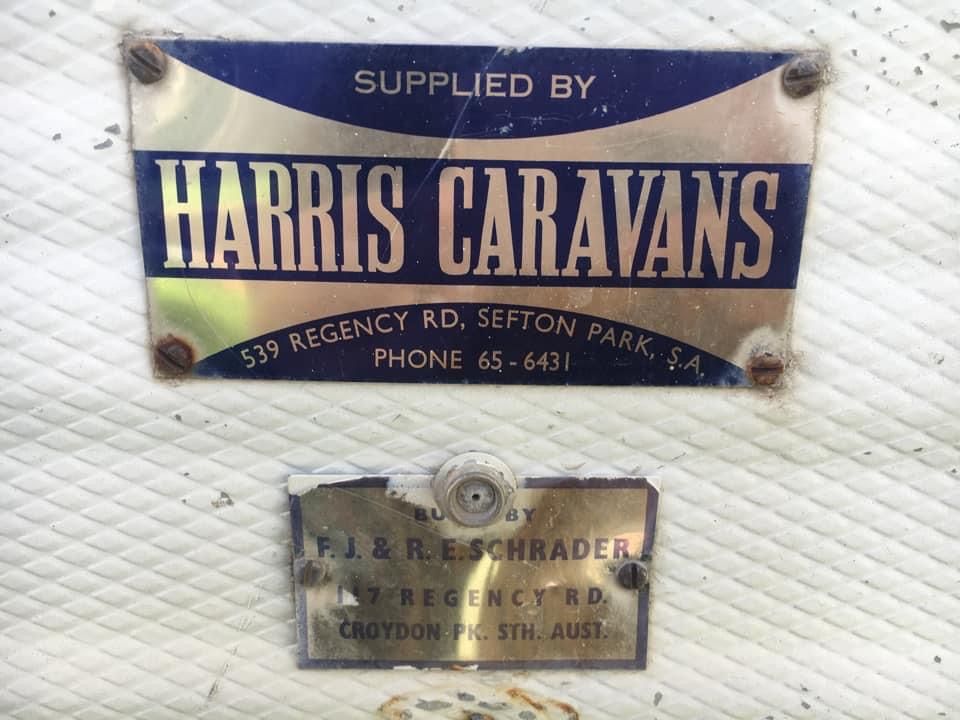 SUPPLIED BY
HARRIS CARAVANS
539 REGENCY RD, SEFTON PARK, S.A.
PHONE 65-6431
BY
F. J. & R. E. SCHRADER
REGENCY RD.
CROYDON PK. STH. AUST.